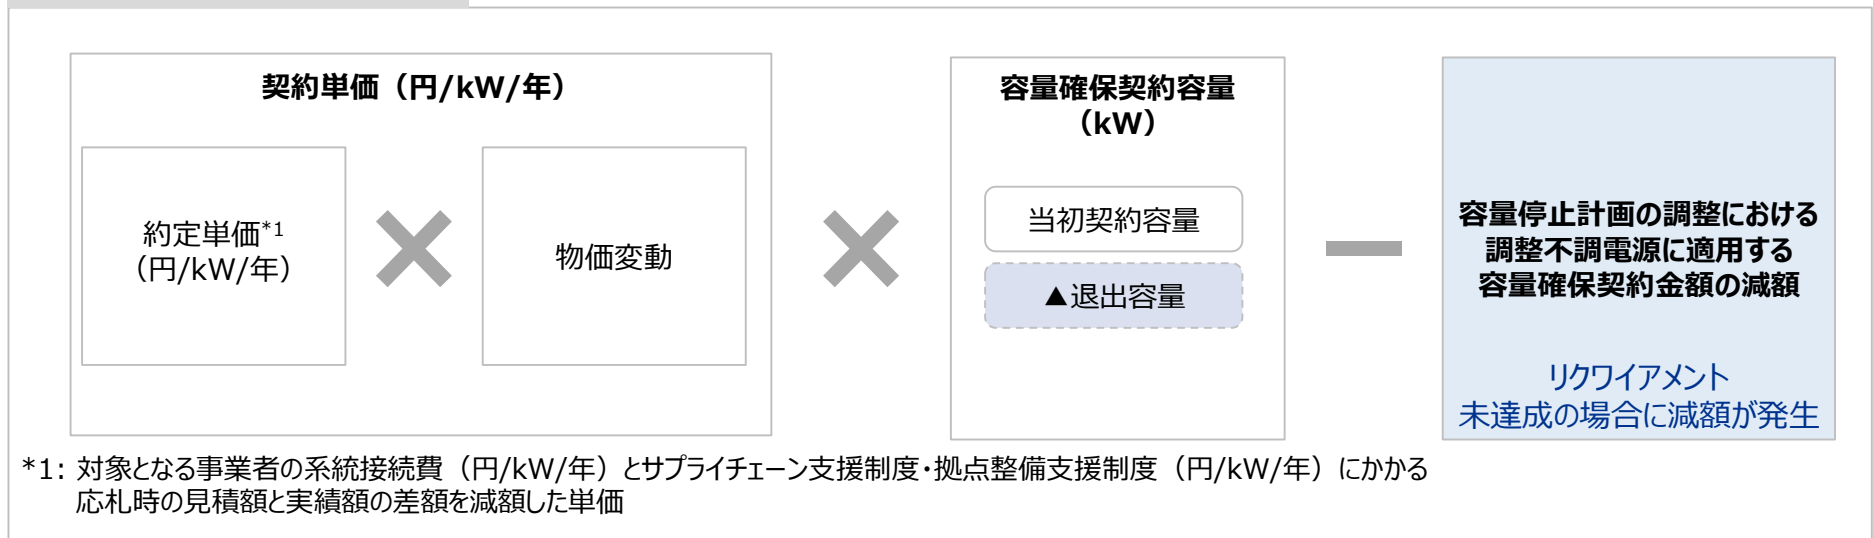 契約単価（円/kW/年）
約定単価*1
（円/kW/年）
物価変動
容量確保契約容量
（kW）
当初契約容量
▲退出容量
容量停止計画の調整における
調整不調電源に適用する
容量確保契約金額の減額
リクワイアメント
未達成の場合に減額が発生
*1: 対象となる事業者の系統接続費（円/kW/年）とサプライチェーン支援制度・拠点整備支援制度（円/kW/年）にかかる
応札時の見積額と実績額の差額を減額した単価